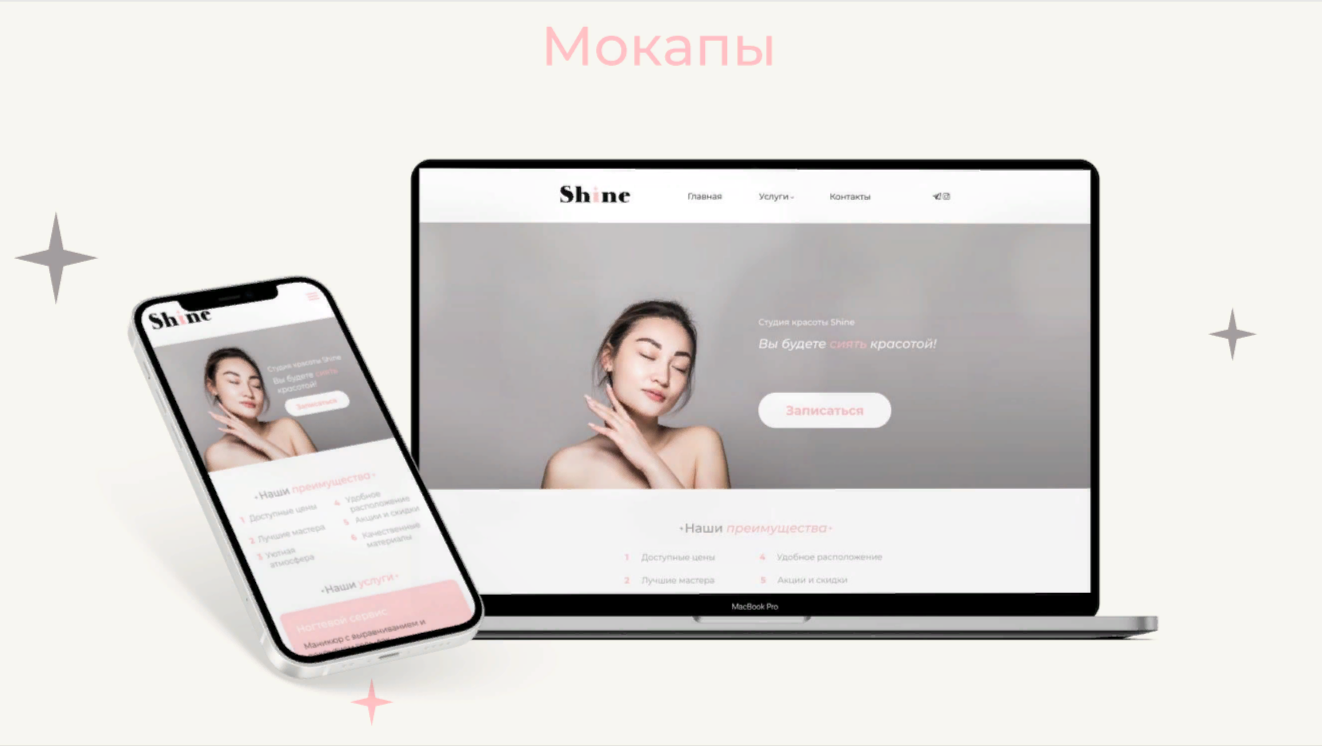 Мокапы
Shine
Главная
Услуги
Контакты
Студия красоты Shine
Вы будете сиять красотой!
Записаться
•Наши преимущества•
1 Доступные цены
4 Удобное расположение
2 Лучшие мастера
5 Акции и скидки
MacBook Pro
Shine
Студия красоты Shine
Вы будете сиять
красотой!
Записаться
•Наши преимущества•
1 Доступные цены
4 Удобное
расположение
2 Лучшие мастера
5 Акции и скидки
3 Уютная
атмосфера
6 Качественные
материалы
•Наши услуги•
Ногтевой сервис
Маникюр с выравниванием и